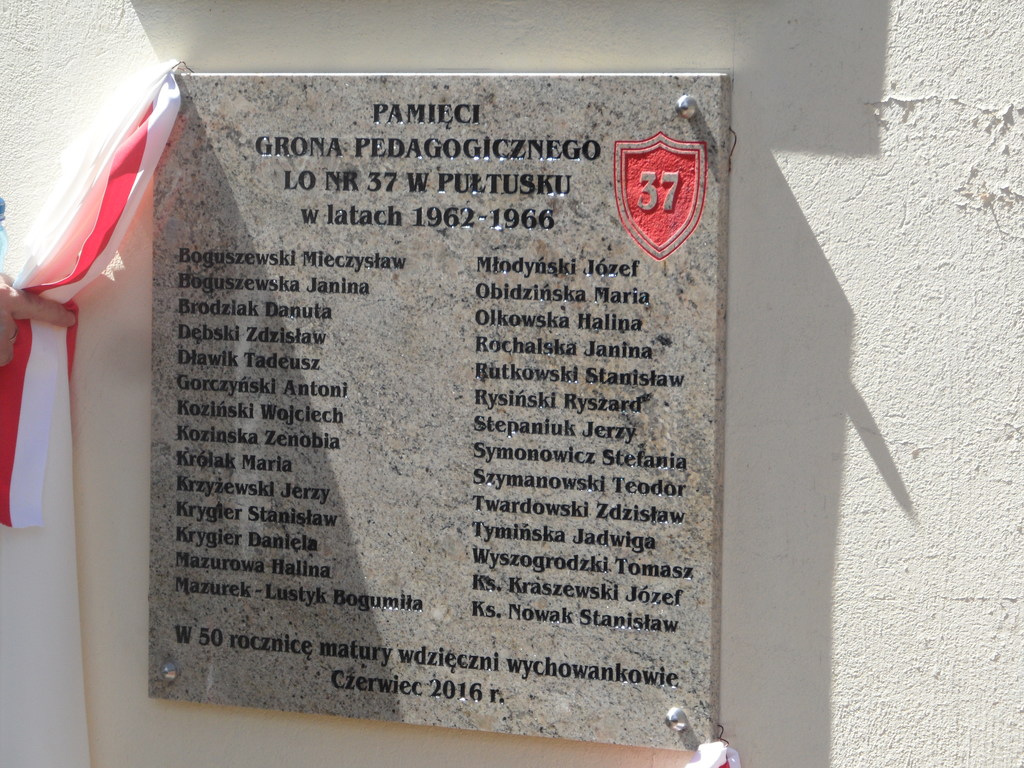 PAMIĘCI
GRONA PEDAGOGICZNEGO
LO NR 37 W PUŁTUSKU
w latach 1962-1966
37
Boguszewski Mieczysław
Boguszewska Janina
Brodziak Danuta
Dębski Zdzisław
Dławik Tadeusz
Gorczyński Antoni
Koziński Wojciech
Kozinska Zenobia
Królak Maria
Krzyżewski Jerzy
Krygier Stanisław
Krygier Daniela
Mazurowa Halina
Mazurek-Lustyk Bogumiła
Młodyński Józef
Obidzińska Maria
Olkowska Halina
Rochalska Janina
Rutkowski Stanisław
Rysiński Ryszard
Stepaniuk Jerzy
Symonowicz Stefania
Szymanowski Teodor
Twardowski Zdzisław
Tymińska Jadwiga
Wyszogrodzki Tomasz
Ks. Kraszewski Józef
Ks. Nowak Stanisław
W 50 rocznicę matury wdzięczni wychowankowie
Czerwiec 2016 r.